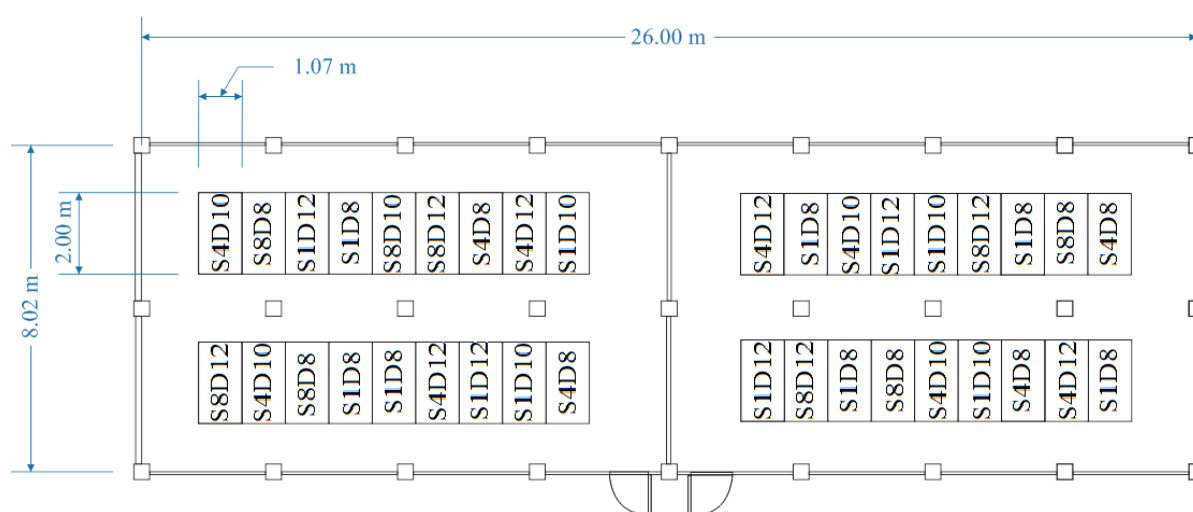 26.00 m
1.07 m
2.00 m
8.02 m
S4D10 S8D8 S1D12 S1D8 S8D10 S8D12 S4D8 S4D12 S1D10
S4D12 S1D8 S4D10 S1D12 S1D10 S8D12 S1D8 S8D8 S4D8
S8D12 S4D10 S8D8 S1D8 S1D8 S4D12 S1D12 S1D10 S4D8
S1D12 S8D12 S1D8 S8D8 S4D10 S1D10 S4D8 S4D12 S1D8